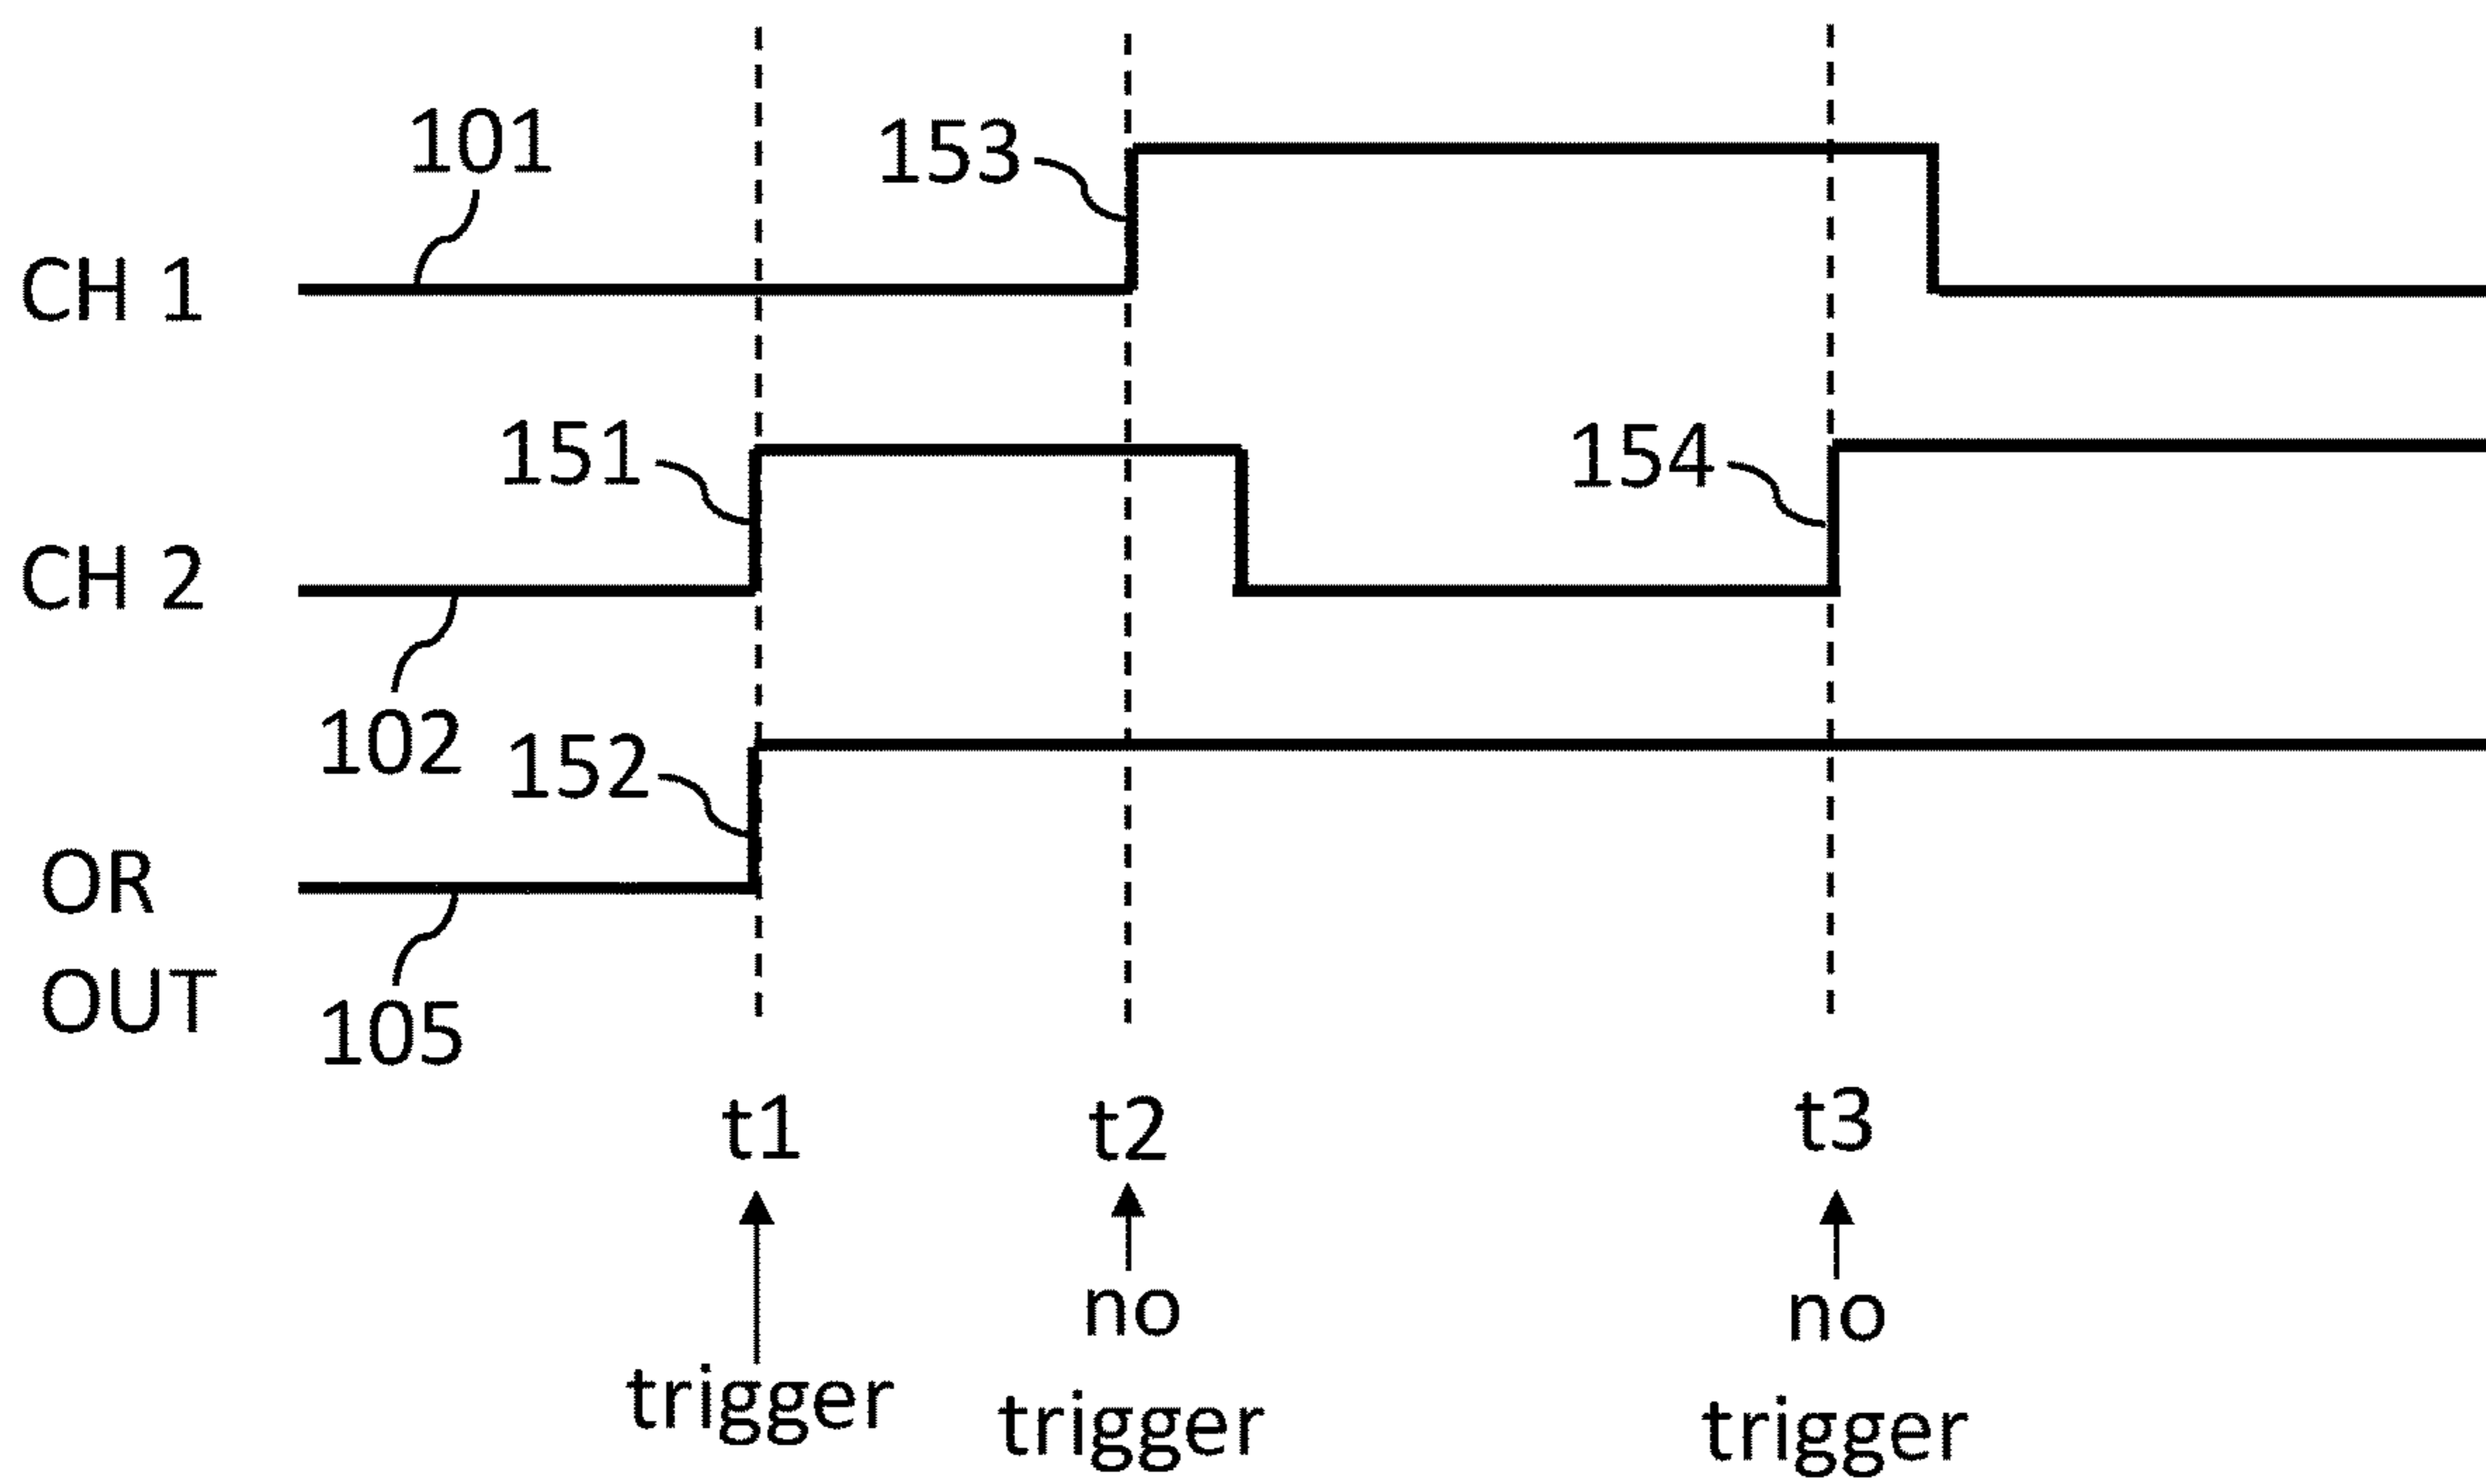 101
153
CH 1
151
154
CH 2
102
152
OR
OUT
105
t1
t2
t3
no
no
trigger
trigger
trigger